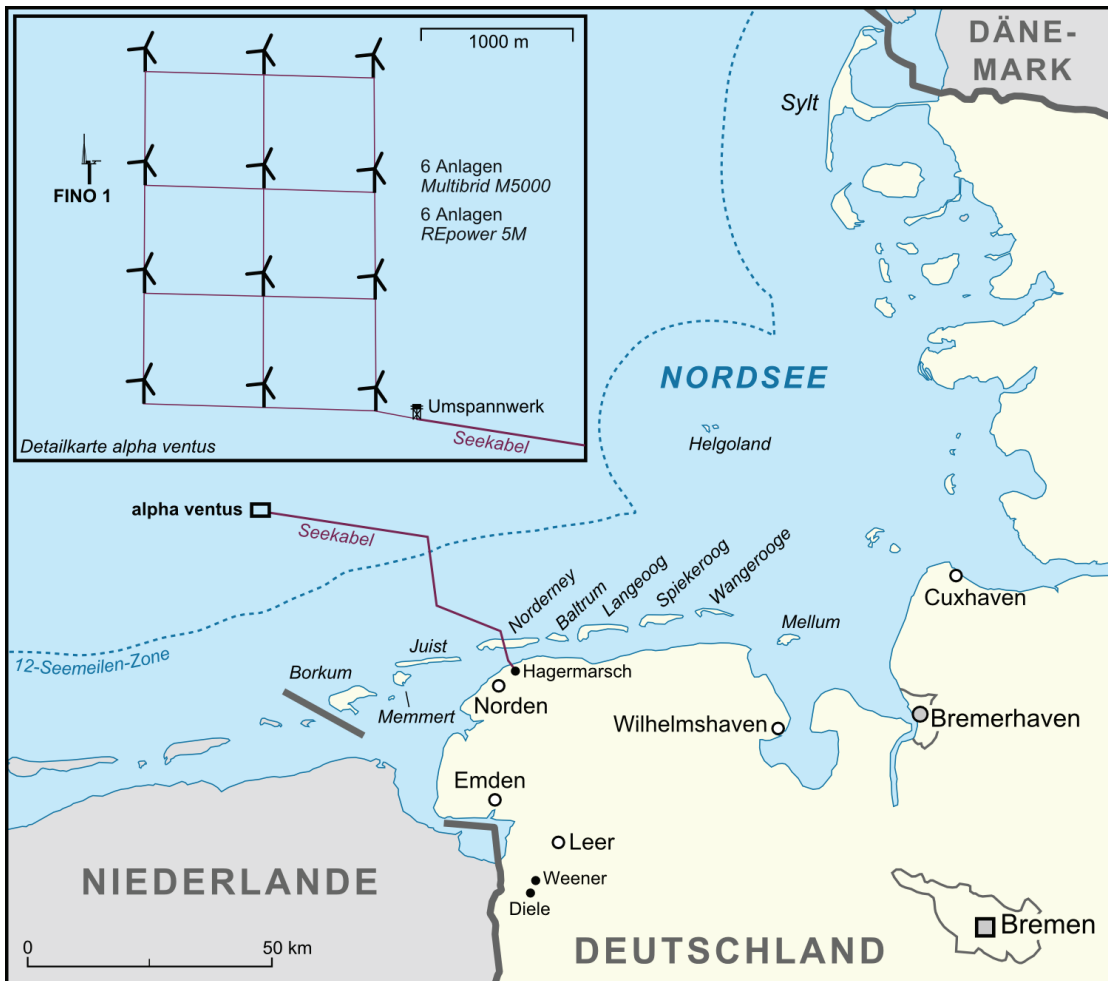 1000 m
FINO 1
6 Anlagen
Multibrid M5000
6 Anlagen
REpower 5M
Umspannwerk
Seekabel
Detailkarte alpha ventus
DÄNE-
MARK
Sylt
NORDSEE
Helgoland
alpha ventus
Seekabel
12-Seemeilen-Zone
Norderney
Baltrum
Langeoog
Spiekeroog
Wangerooge
Mellum
Cuxhaven
Juist
Borkum
Memmert
Hagermarsch
Norden
Wilhelmshaven
Bremerhaven
Emden
Leer
Weener
Diele
NIEDERLANDE
DEUTSCHLAND
Bremen
0
50 km